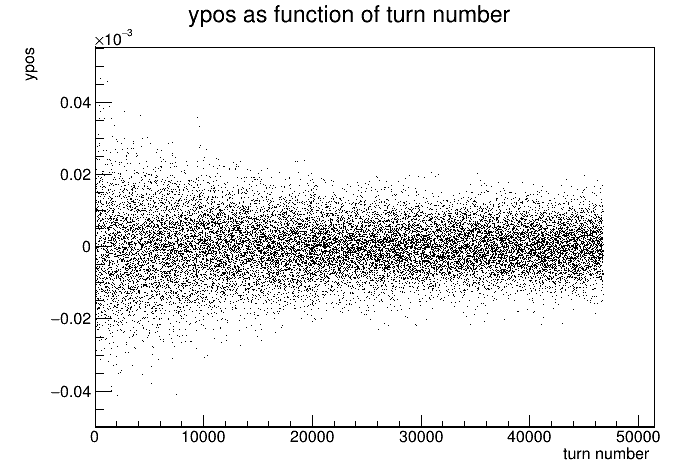 ypos as function of turn number
×10⁻³
ypos
0.04
0.02
0
−0.02
−0.04
0 10000 20000 30000 40000 50000
turn number